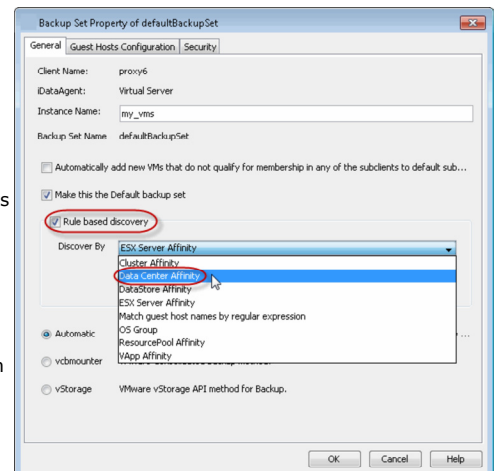 Backup Set Property of defaultBackupSet
General Guest Hosts Configuration Security
Client Name: proxy6
iDataAgent: Virtual Server
Instance Name: my_vms
Backup Set Name defaultBackupSet
Automatically add new VMs that do not qualify for membership in any of the subclients to default sub...
Make this the Default backup set
Rule based discovery
Discover By ESX Server Affinity
Cluster Affinity
Data Center Affinity
DataStore Affinity
ESX Server Affinity
Match guest host names by regular expression
OS Group
ResourcePool Affinity
VApp Affinity
Automatic
vcbmounter
vStorage VMware vStorage API method for Backup.
OK Cancel Help